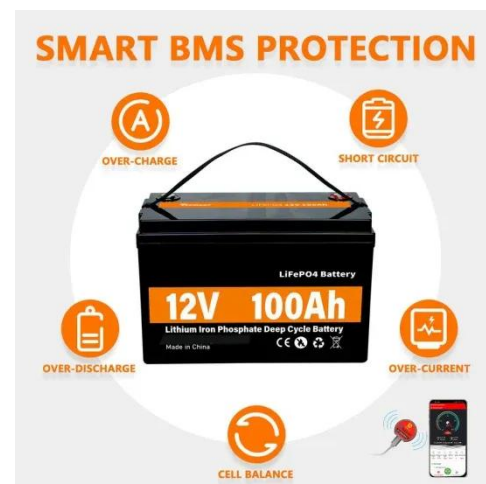 SMART BMS PROTECTION
A
OVER-CHARGE
SHORT CIRCUIT
LiFePO4 Battery
12V 100Ah
Lithium Iron Phosphate Deep Cycle Battery
Made in China
CE
OVER-DISCHARGE
OVER-CURRENT
CELL BALANCE